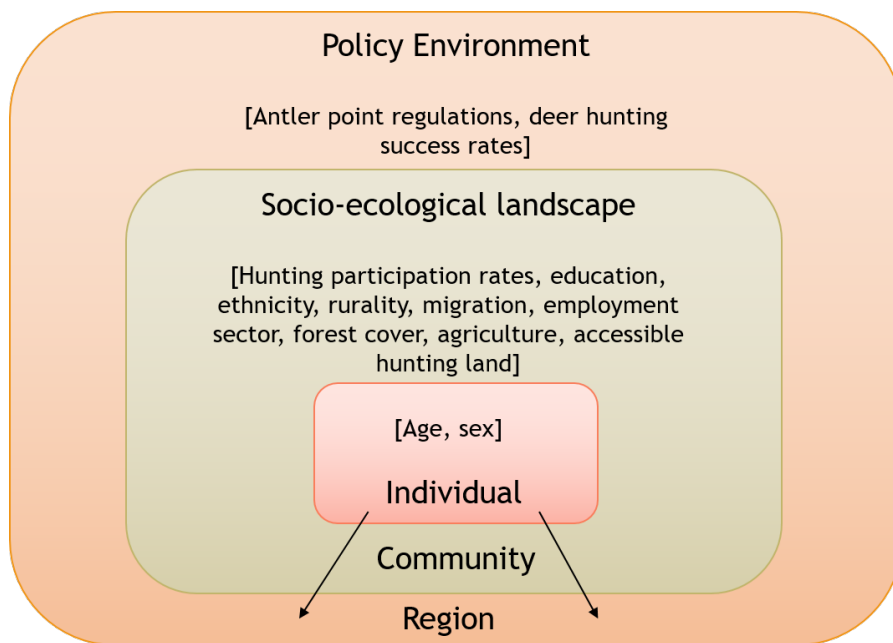 Policy Environment
[Antler point regulations, deer hunting
success rates]
Socio-ecological landscape
[Hunting participation rates, education,
ethnicity, rurality, migration, employment
sector, forest cover, agriculture, accessible
hunting land]
[Age, sex]
Individual
Community
Region